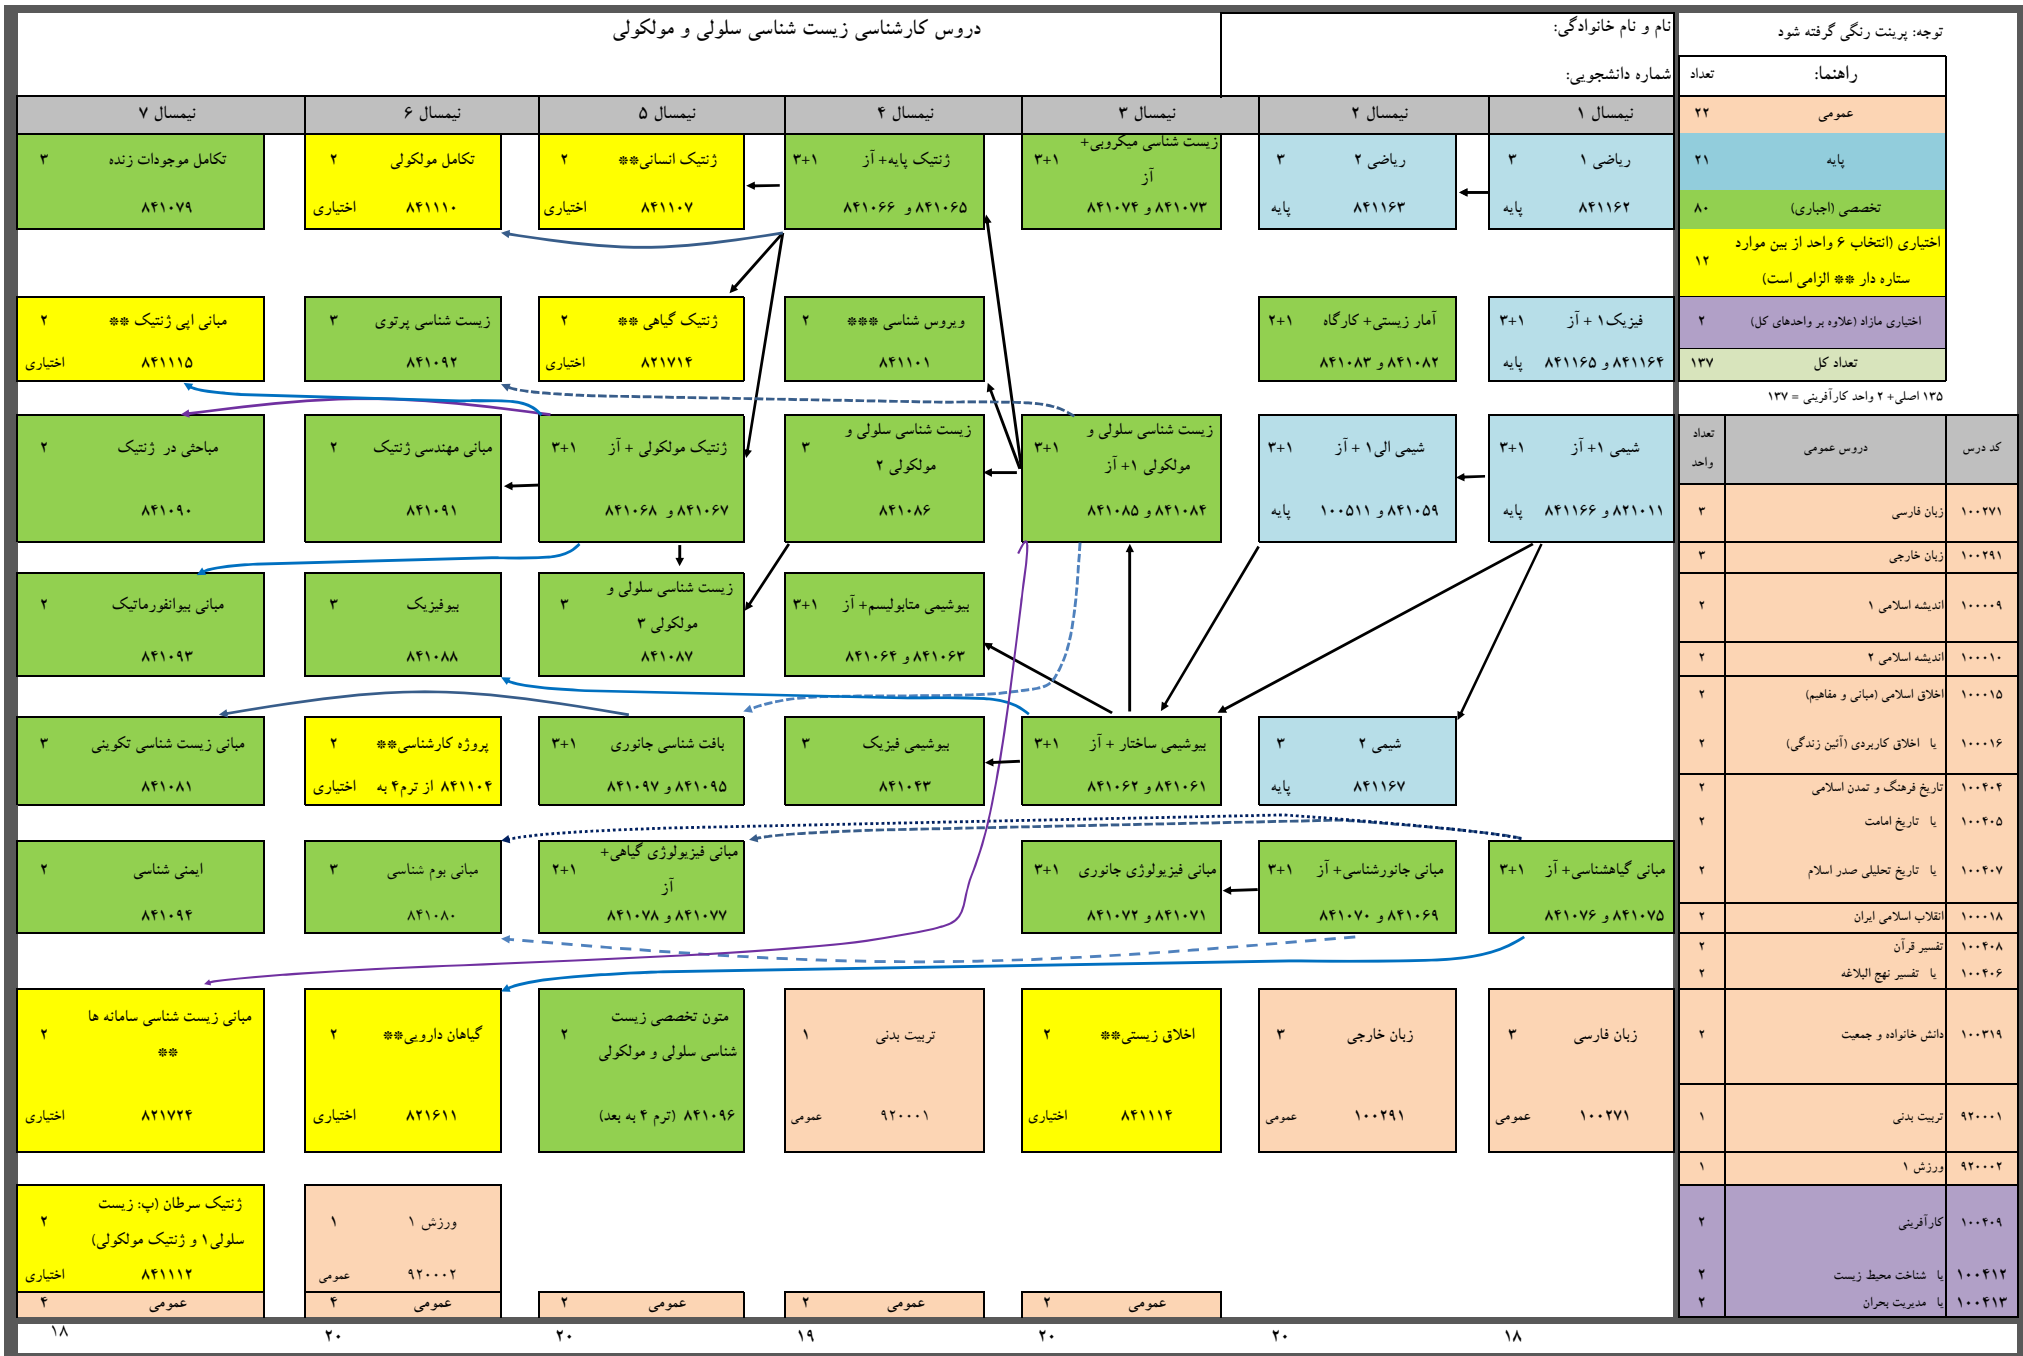 دروس کارشناسی زیست شناسی سلولی و مولکولی
نام و نام خانوادگی:
شماره دانشجویی:
توجه: پرینت رنگی گرفته شود
راهنما: تعداد
عمومی ۲۲
پایه ۲۱
تخصصی (اجباری) ۸۰
اختیاری (انتخاب ۶ واحد از بین موارد
ستاره دار ** الزامی است) ۱۲
اختیاری مازاد (علاوه بر واحدهای کل) ۲
تعداد کل ۱۳۷
۱۳۵ اصلی+ ۲ واحد کارآفرینی = ۱۳۷
نیمسال ۱ نیمسال ۲ نیمسال ۳ نیمسال ۴ نیمسال ۵ نیمسال ۶ نیمسال ۷
ریاضی ۱ ۳
۸۴۱۱۶۲ پایه
ریاضی ۲ ۳
۸۴۱۱۶۳ پایه
زیست شناسی میکروبی+
آز ۳+۱
۸۴۱۰۷۳ و ۸۴۱۰۷۴
ژنتیک پایه+ آز ۳+۱
۸۴۱۰۶۵ و ۸۴۱۰۶۶
ژنتیک انسانی** ۲
۸۴۱۱۰۷ اختیاری
تکامل مولکولی ۲
۸۴۱۱۱۰ اختیاری
تکامل موجودات زنده ۳
۸۴۱۰۷۹
فیزیک۱ + آز ۳+۱
۸۴۱۱۶۴ و ۸۴۱۱۶۵ پایه
آمار زیستی+ کارگاه ۲+۱
۸۴۱۰۸۲ و ۸۴۱۰۸۳
ویروس شناسی *** ۲
۸۴۱۱۰۱
ژنتیک گیاهی ** ۲
۸۲۱۷۱۴ اختیاری
زیست شناسی پرتوی ۳
۸۴۱۰۹۲
مبانی اپی ژنتیک ** ۲
۸۴۱۱۱۵ اختیاری
شیمی ۱+ آز ۳+۱
۸۲۱۰۱۱ و ۸۴۱۱۶۶ پایه
شیمی الی۱ + آز ۳+۱
۸۴۱۰۵۹ و ۱۰۰۵۱۱ پایه
زیست شناسی سلولی و
مولکولی ۱+ آز ۳+۱
۸۴۱۰۸۴ و ۸۴۱۰۸۵
زیست شناسی سلولی و
مولکولی ۲ ۳
۸۴۱۰۸۶
ژنتیک مولکولی + آز ۳+۱
۸۴۱۰۶۷ و ۸۴۱۰۶۸
مبانی مهندسی ژنتیک ۲
۸۴۱۰۹۱
مباحثی در ژنتیک ۲
۸۴۱۰۹۰
بیوشیمی متابولیسم+ آز ۳+۱
۸۴۱۰۶۳ و ۸۴۱۰۶۴
زیست شناسی سلولی و
مولکولی ۳ ۳
۸۴۱۰۸۷
بیوفیزیک ۳
۸۴۱۰۸۸
مبانی بیوانفورماتیک ۲
۸۴۱۰۹۳
شیمی ۲ ۳
۸۴۱۱۶۷ پایه
بیوشیمی ساختار + آز ۳+۱
۸۴۱۰۶۱ و ۸۴۱۰۶۲
بیوشیمی فیزیک ۳
۸۴۱۰۴۳
بافت شناسی جانوری ۳+۱
۸۴۱۰۹۵ و ۸۴۱۰۹۷
پروژه کارشناسی** ۲
۸۴۱۱۰۴ از ترم۴ به اختیاری
مبانی زیست شناسی تکوینی ۳
۸۴۱۰۸۱
مبانی گیاهشناسی+ آز ۳+۱
۸۴۱۰۷۵ و ۸۴۱۰۷۶
مبانی جانورشناسی+ آز ۳+۱
۸۴۱۰۶۹ و ۸۴۱۰۷۰
مبانی فیزیولوژی جانوری ۳+۱
۸۴۱۰۷۱ و ۸۴۱۰۷۲
مبانی فیزیولوژی گیاهی+
آز ۲+۱
۸۴۱۰۷۷ و ۸۴۱۰۷۸
مبانی بوم شناسی ۳
۸۴۱۰۸۰
ایمنی شناسی ۲
۸۴۱۰۹۴
زبان فارسی ۳
۱۰۰۲۷۱ عمومی
زبان خارجی ۳
۱۰۰۲۹۱ عمومی
اخلاق زیستی** ۲
۸۴۱۱۱۴ اختیاری
تربیت بدنی ۱
۹۲۰۰۰۱ عمومی
متون تخصصی زیست
شناسی سلولی و مولکولی ۲
۸۴۱۰۹۶ (ترم ۴ به بعد)
گیاهان دارویی** ۲
۸۲۱۶۱۱ اختیاری
مبانی زیست شناسی سامانه ها
** ۲
۸۲۱۷۲۴ اختیاری
ورزش ۱ ۱
۹۲۰۰۰۲ عمومی
ژنتیک سرطان (پ: زیست
سلولی۱ و ژنتیک مولکولی) ۲
۸۴۱۱۱۲ اختیاری
عمومی ۲ عمومی ۲ عمومی ۲ عمومی ۴ عمومی ۴
۱۸ ۲۰ ۲۰ ۱۹ ۲۰ ۲۰ ۱۸
کد درس دروس عمومی تعداد
واحد
۱۰۰۲۷۱ زبان فارسی ۳
۱۰۰۲۹۱ زبان خارجی ۳
۱۰۰۰۰۹ اندیشه اسلامی ۱ ۲
۱۰۰۰۱۰ اندیشه اسلامی ۲ ۲
۱۰۰۰۱۵ اخلاق اسلامی (مبانی و مفاهیم) ۲
۱۰۰۰۱۶ یا اخلاق کاربردی (آئین زندگی) ۲
۱۰۰۴۰۴ تاریخ فرهنگ و تمدن اسلامی ۲
۱۰۰۴۰۵ یا تاریخ امامت ۲
۱۰۰۴۰۷ یا تاریخ تحلیلی صدر اسلام ۲
۱۰۰۰۱۸ انقلاب اسلامی ایران ۲
۱۰۰۴۰۸ تفسیر قرآن ۲
۱۰۰۴۰۶ یا تفسیر نهج البلاغه ۲
۱۰۰۳۱۹ دانش خانواده و جمعیت ۲
۹۲۰۰۰۱ تربیت بدنی ۱
۹۲۰۰۰۲ ورزش ۱ ۱
۱۰۰۴۰۹ کارآفرینی ۲
۱۰۰۴۱۲ یا شناخت محیط زیست ۲
۱۰۰۴۱۳ یا مدیریت بحران ۲